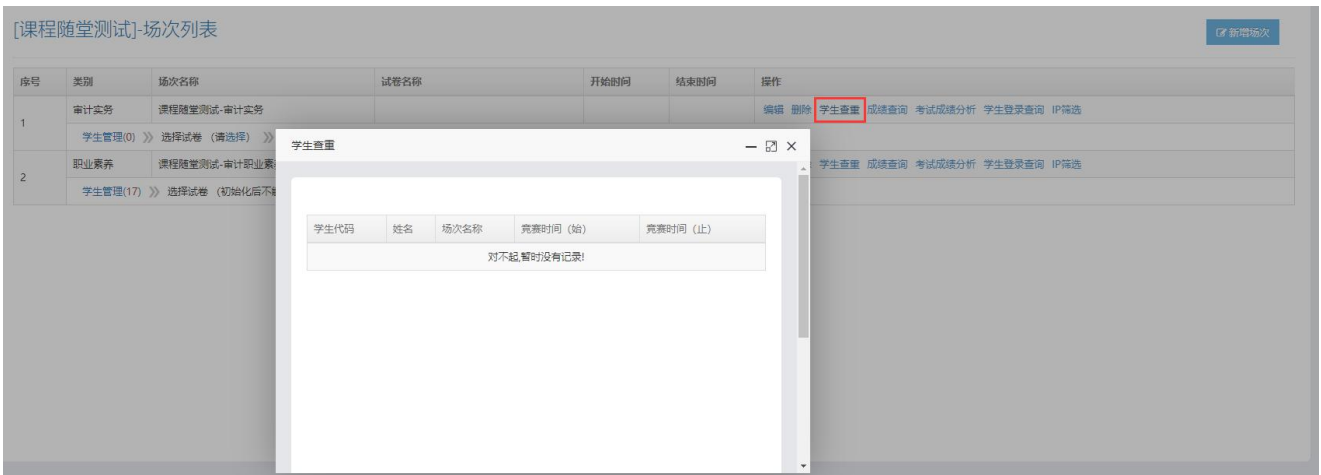 [课程随堂测试]-场次列表
新增场次
序号 类别 场次名称 试卷名称 开始时间 结束时间 操作
1 审计实务 课程随堂测试-审计实务 编辑 删除 学生查重 成绩查询 考试成绩分析 学生登录查询 IP筛选
学生管理(0) 》 选择试卷 (请选择) 》
2 职业素养 课程随堂测试-审计职业素 学生查重 成绩查询 考试成绩分析 学生登录查询 IP筛选
学生管理(17) 》 选择试卷 (初始化后不
学生查重
学生代码 姓名 场次名称 竞赛时间 (始) 竞赛时间 (止)
对不起,暂时没有记录!